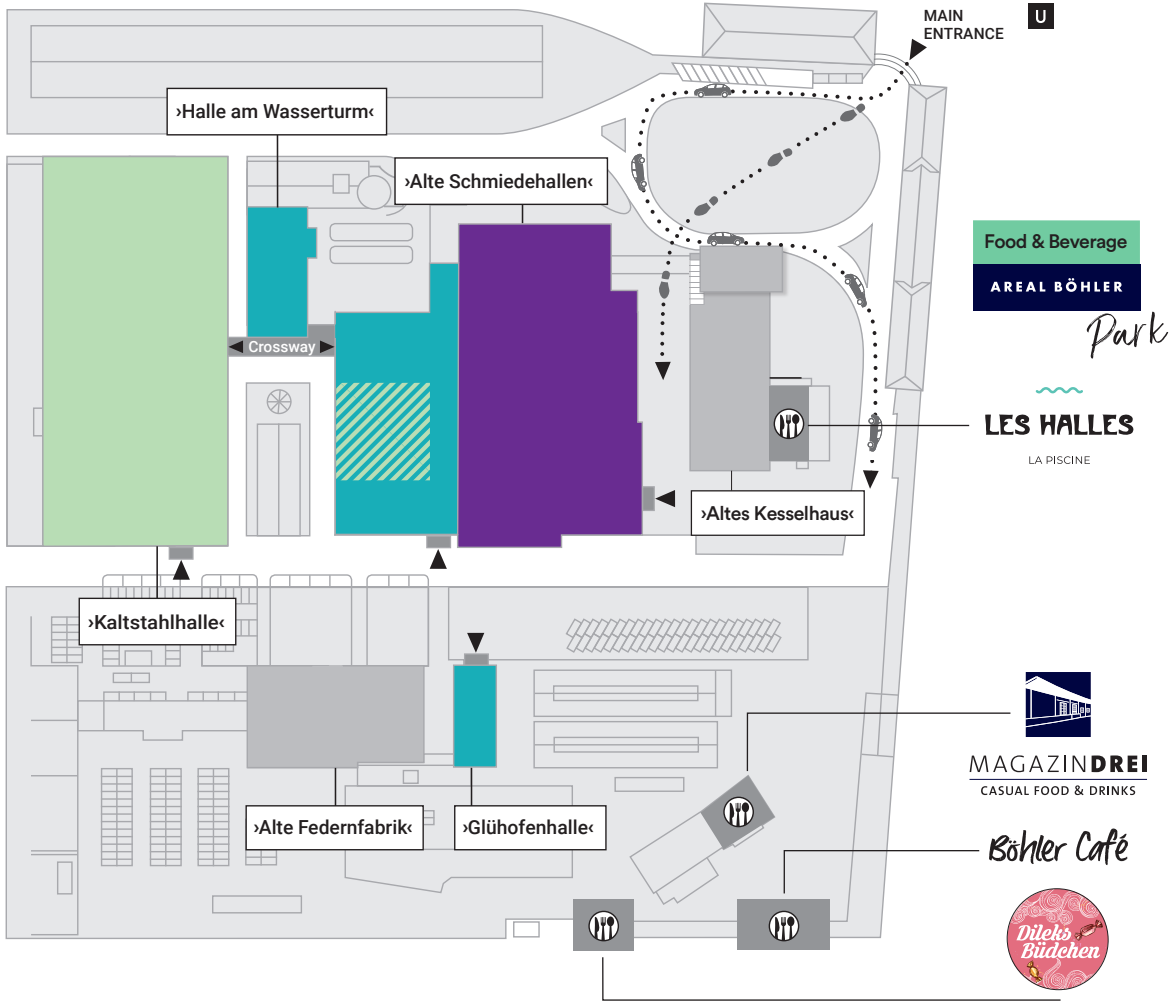 MAIN
ENTRANCE
U
›Halle am Wasserturm‹
›Alte Schmiedehallen‹
Food & Beverage
AREAL BÖHLER
Park
Crossway
LES HALLES
LA PISCINE
›Altes Kesselhaus‹
›Kaltstahlhalle‹
MAGAZINDREI
CASUAL FOOD & DRINKS
›Alte Federnfabrik‹
›Glühofenhalle‹
Böhler Café
Dileks
Büdchen